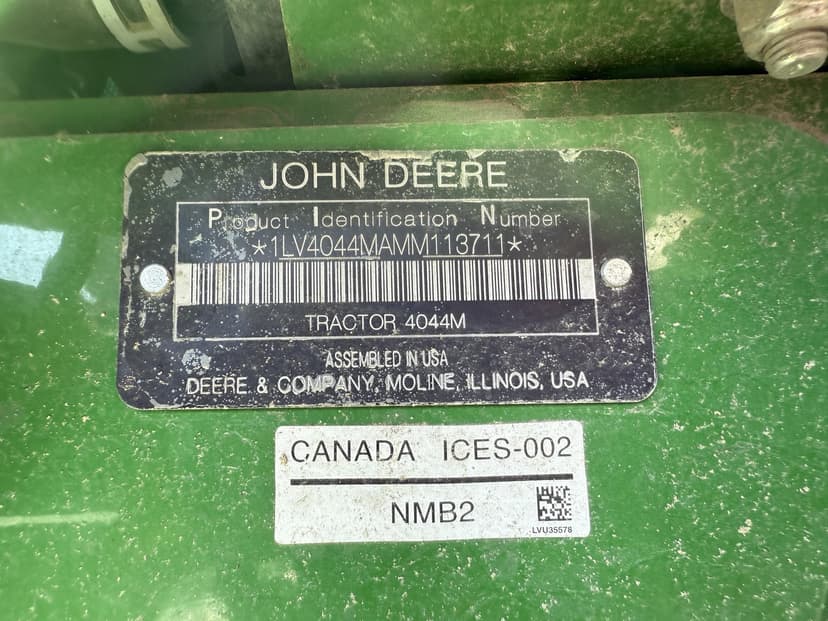 JOHN DEERE
Product Identification Number
*1LV4044MAMM113711*
TRACTOR 4044M
ASSEMBLED IN USA
DEERE & COMPANY, MOLINE, ILLINOIS, USA
CANADA ICES-002
NMB2
LVU35578